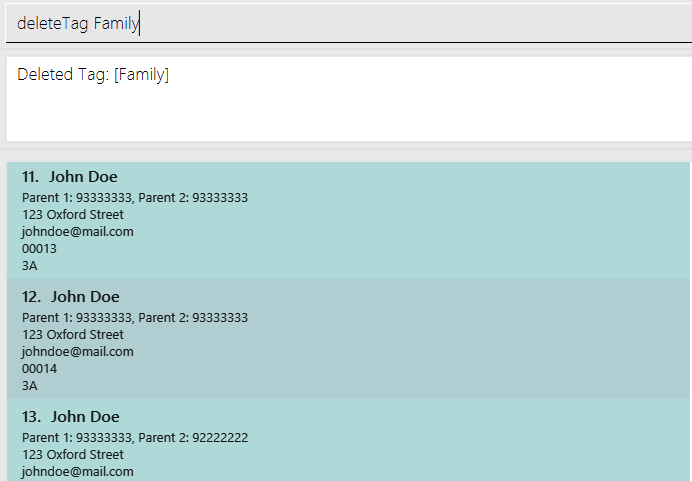 deleteTag Family
Deleted Tag: [Family]
11. John Doe
Parent 1: 93333333, Parent 2: 93333333
123 Oxford Street
johndoe@mail.com
00013
3A
12. John Doe
Parent 1: 93333333, Parent 2: 93333333
123 Oxford Street
johndoe@mail.com
00014
3A
13. John Doe
Parent 1: 93333333, Parent 2: 92222222
123 Oxford Street
johndoe@mail.com